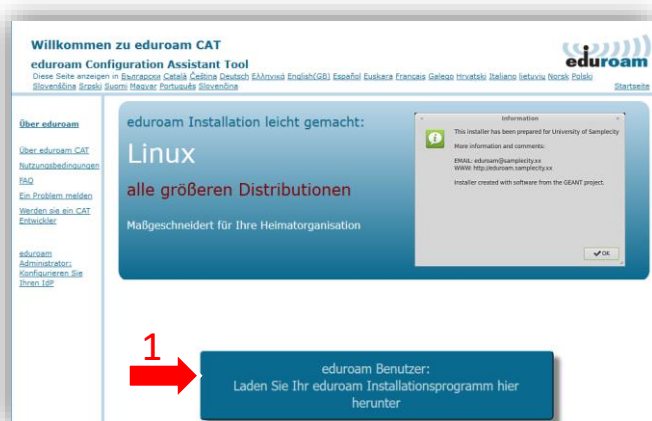 Willkommen zu eduroam CAT
eduroam Configuration Assistant Tool
Diese Seite anzeigen in Български Català Čeština Deutsch Ελληνικά English(GB) Español Euskara Français Galego Hrvatski Italiano lietuvių Norsk Polski
Slovenščina Srpski Suomi Magyar Português Slovenčina
Startseite
eduroam
Über eduroam
Über eduroam CAT
Nutzungsbedingungen
FAQ
Ein Problem melden
Werden sie ein CAT
Entwickler
eduroam
Administrator:
Konfigurieren Sie
Ihren IdP
eduroam Installation leicht gemacht:
Linux
alle größeren Distributionen
Maßgeschneidert für Ihre Heimatorganisation
Information
This installer has been prepared for University of Samplecity
More information and comments:
EMAIL: eduroam@samplecity.xx
WWW: http://eduroam.samplecity.xx
Installer created with software from the GEANT project.
OK
1
eduroam Benutzer:
Laden Sie Ihr eduroam Installationsprogramm hier
herunter